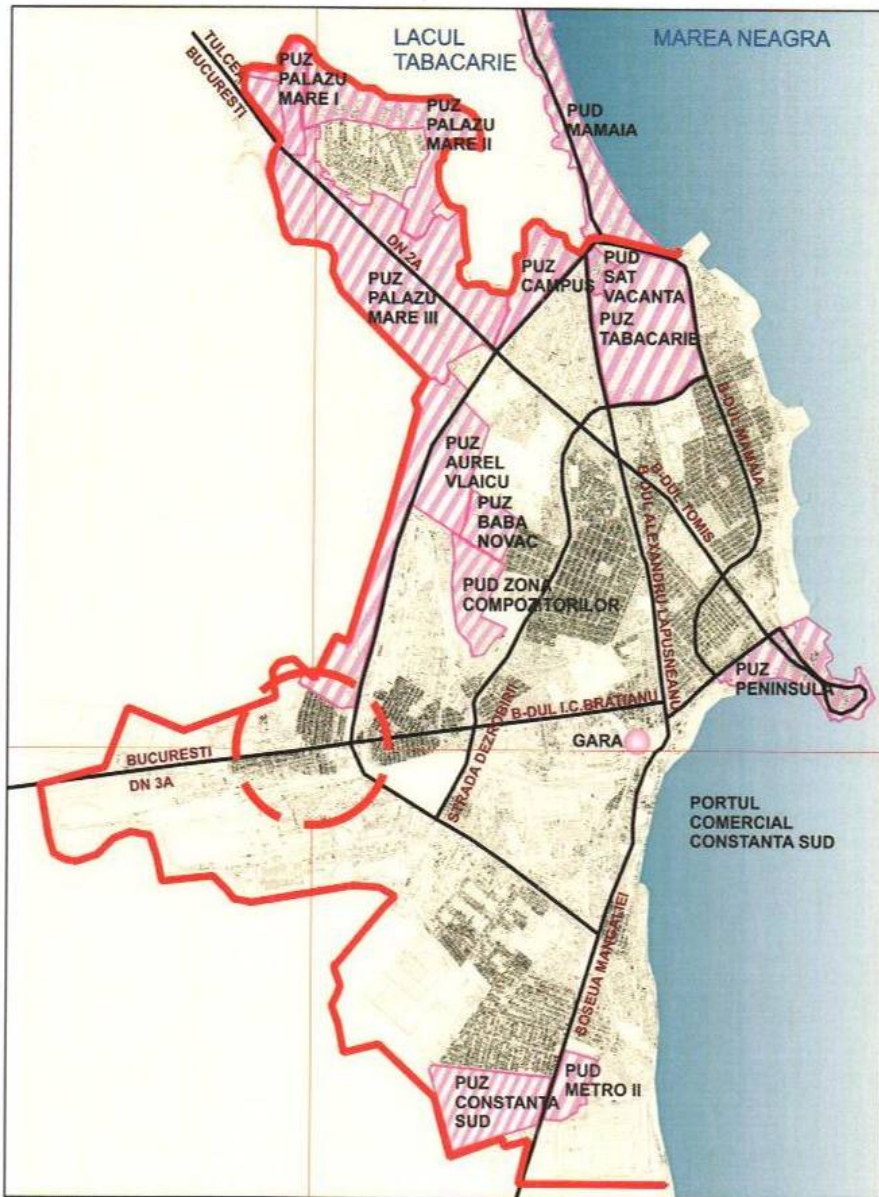 LACUL
TABACARIE
MAREA NEAGRA
TULCEA
BUCURESTI
PUZ
PALAZU
MARE I
PUZ
PALAZU
MARE II
PUD
MAMAIA
DN 2A
PUZ
PALAZU
MARE III
PUZ
CAMPUS
PUD
SAT
VACANTA
PUZ
TABACARIE
B-DUL MAMAIA
B-DUL TOMIS
B-DUL ALEXANDRU LAPUSNEANU
PUZ
AUREL
VLAICU
PUZ
BABA
NOVAC
PUD ZONA
COMPOZITORILOR
PUZ
PENINSULA
B-DUL I.C.BRATIANU
STRADA DEZROBIRII
GARA
BUCURESTI
DN 3A
PORTUL
COMERCIAL
CONSTANTA SUD
SOSEUA MANGALIEI
PUZ
CONSTANTA
SUD
PUD
METRO II